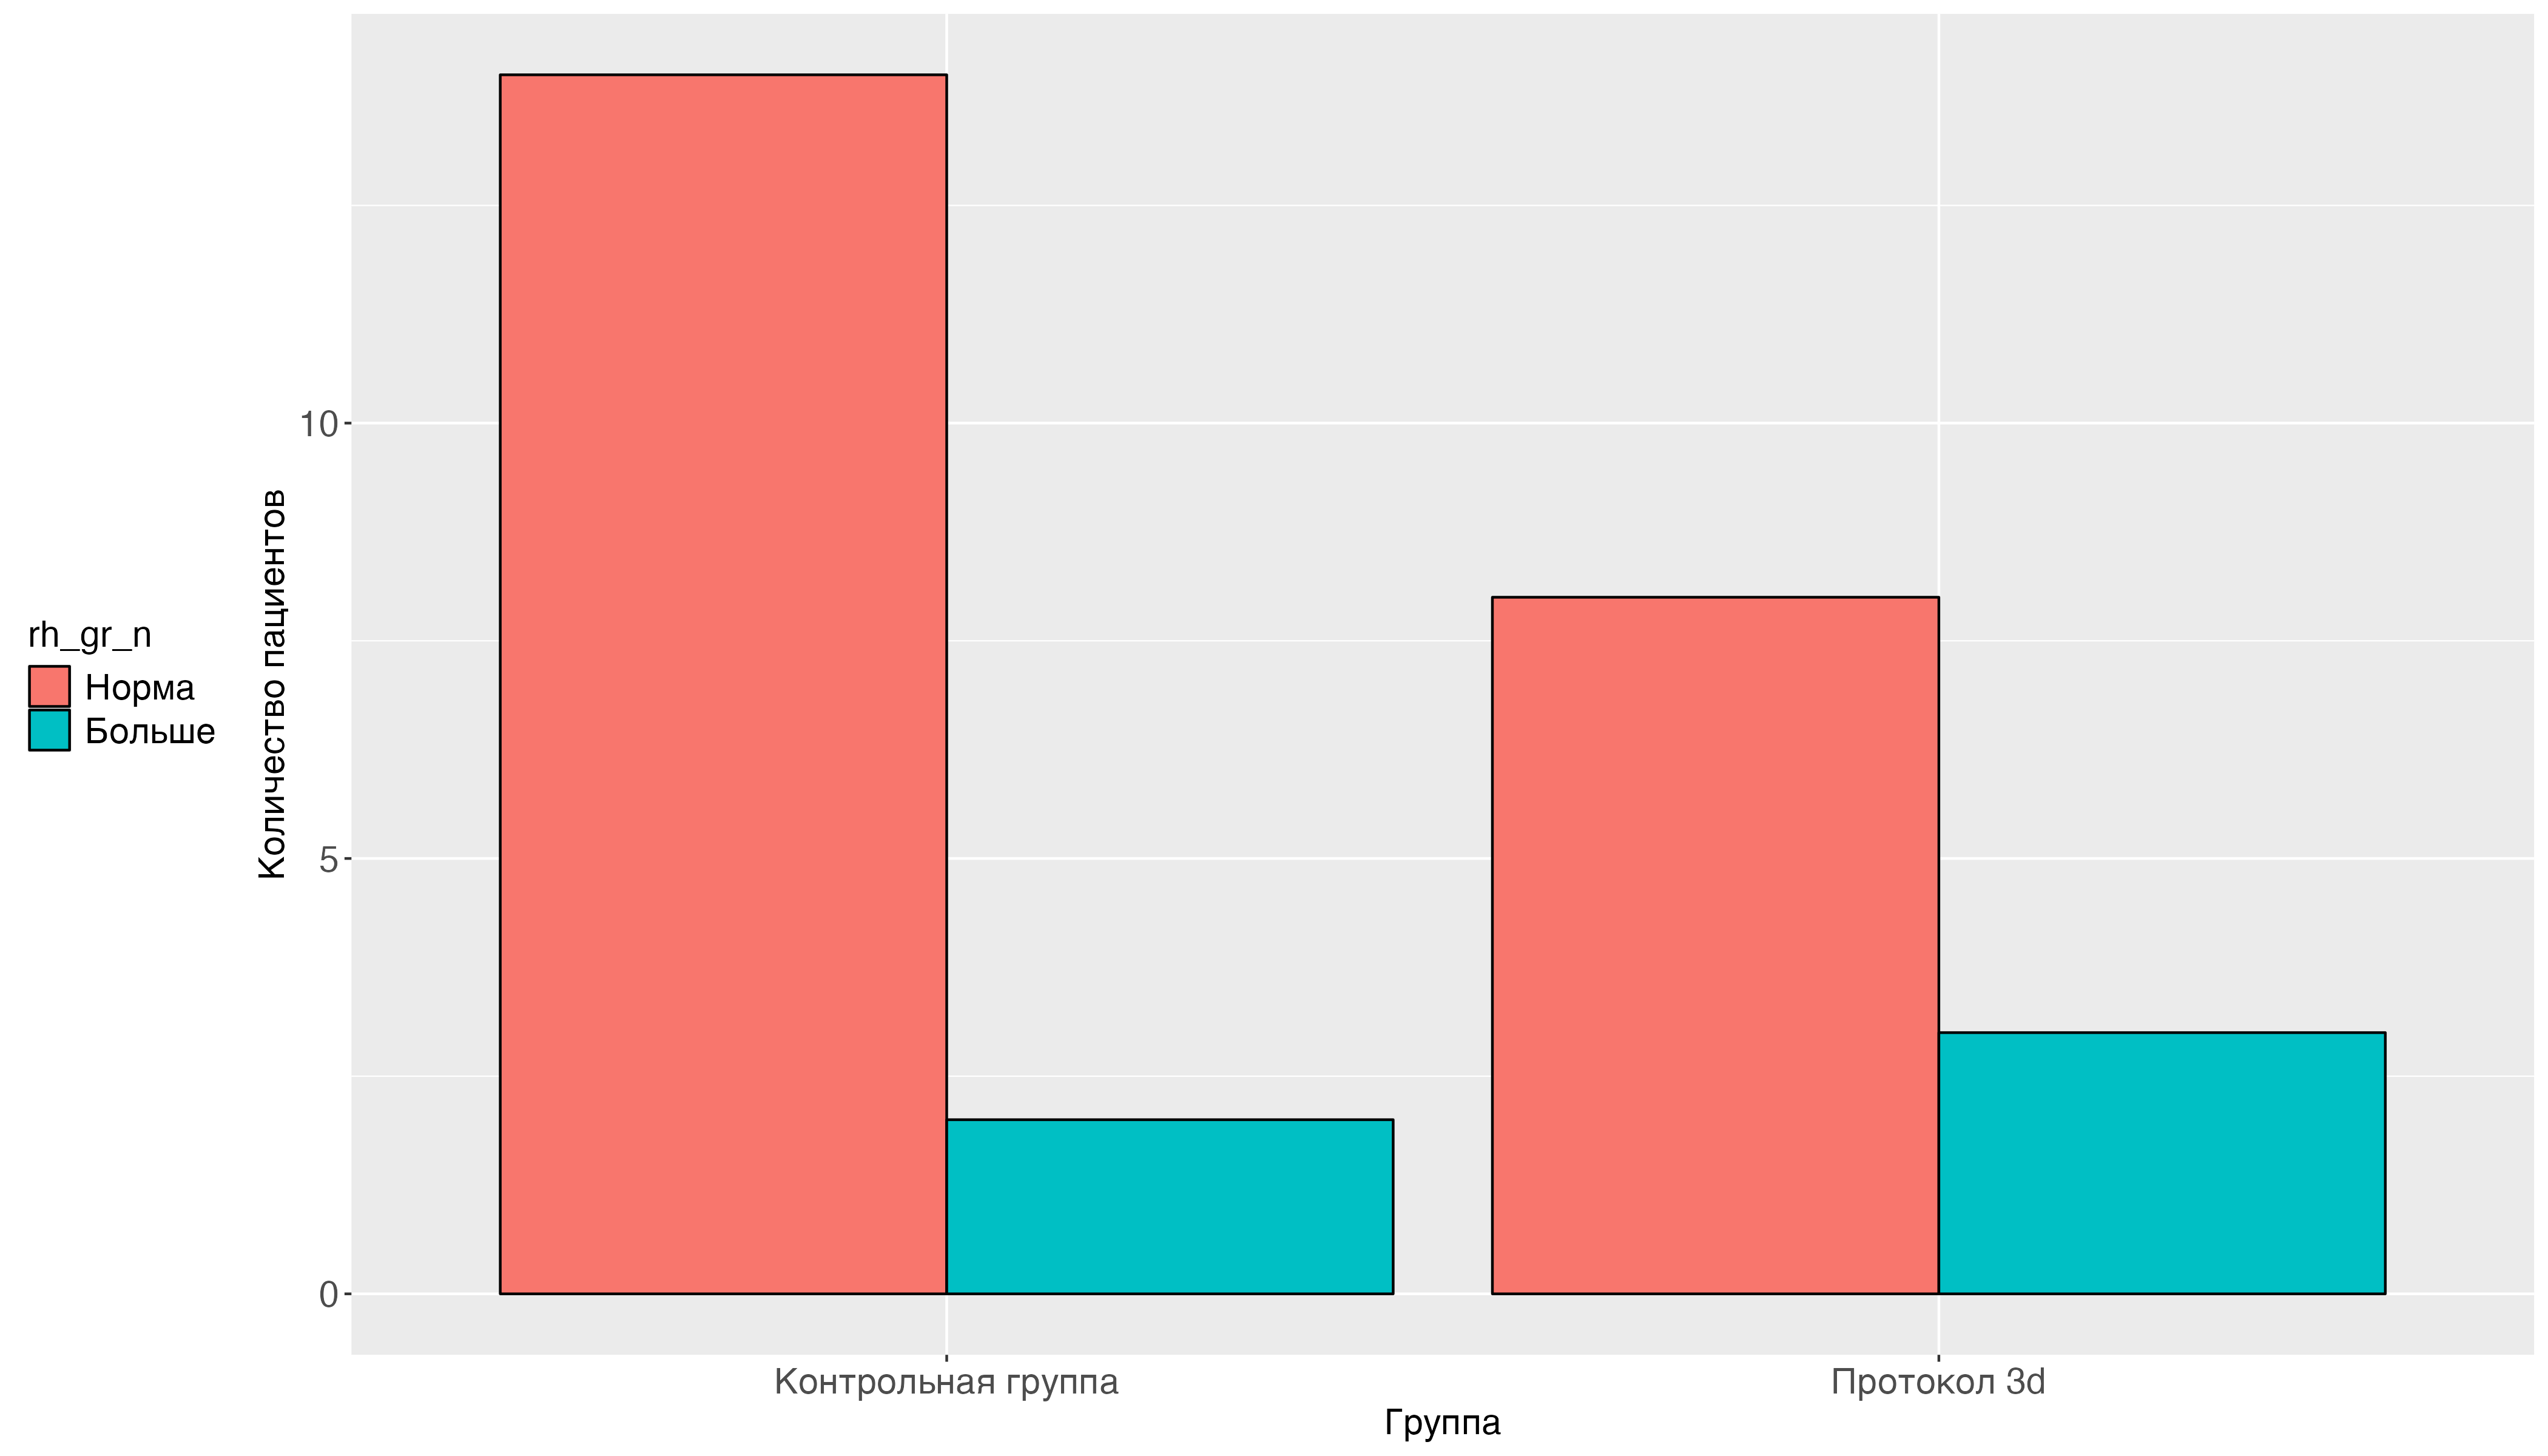 rh_gr_n
Норма
Больше
Количество пациентов
10
5
0
Контрольная группа
Протокол 3d
Группа